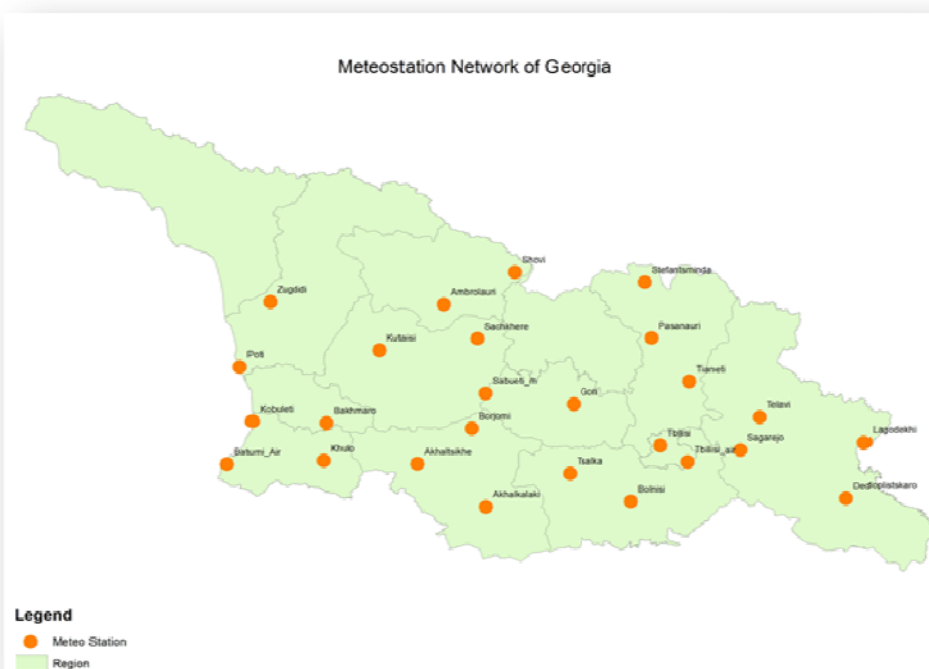 Meteostation Network of Georgia
Shovi
Stefantsminda
Zugdidi
Ambrolauri
Sachkhere
Pasanauri
Kutaisi
Poti
Tianeti
Sabueti_m
Gori
Kobuleti
Bakhmaro
Borjomi
Telavi
Lagodekhi
Tbilisi
Sagarejo
Batumi_Air
Khulo
Akhaltsikhe
Tbilisi_air
Tsalka
Dedoplistskaro
Akhalkalaki
Bolnisi
Legend
Meteo Station
Region